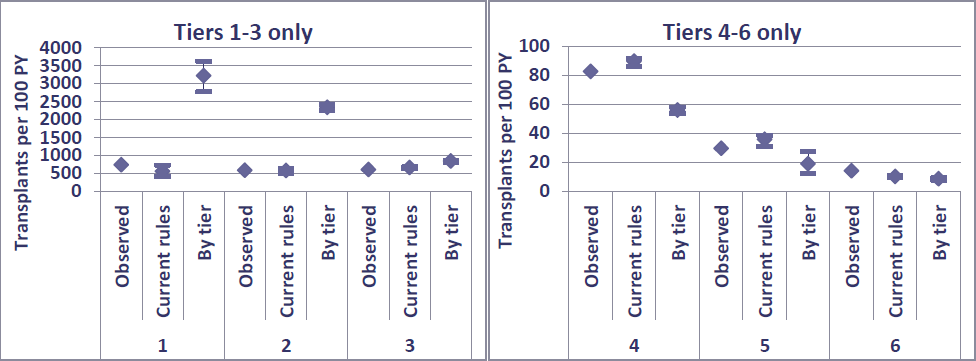 Tiers 1-3 only
Transplants per 100 PY
4000
3500
3000
2500
2000
1500
1000
500
0
Observed
Current rules
By tier
Observed
Current rules
By tier
Observed
Current rules
By tier
1
2
3
Tiers 4-6 only
Transplants per 100 PY
100
80
60
40
20
0
Observed
Current rules
By tier
Observed
Current rules
By tier
Observed
Current rules
By tier
4
5
6